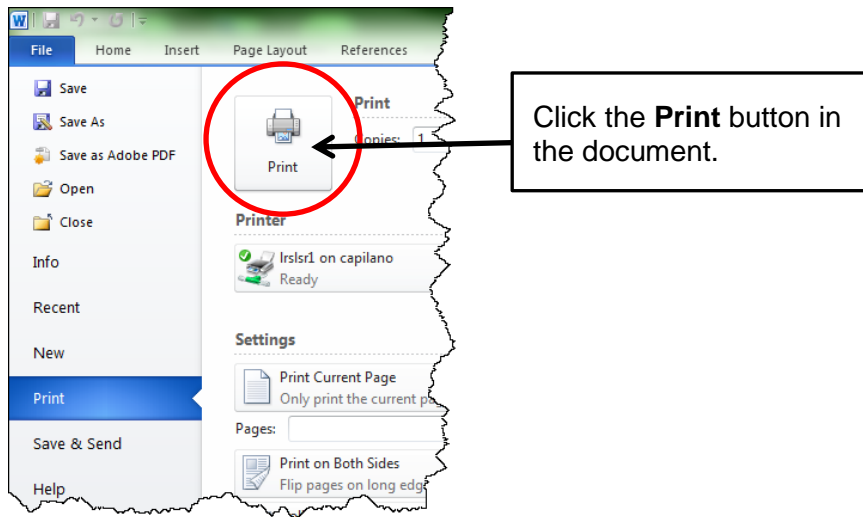 W
File Home Insert Page Layout References
Save
Save As
Save as Adobe PDF
Open
Close
Info
Recent
New
Print
Save & Send
Help
Print
Print
Copies: 1
Printer
lrslsr1 on capilano
Ready
Settings
Print Current Page
Only print the current
Pages:
Print on Both Sides
Flip pages on long edg
Click the Print button in
the document.